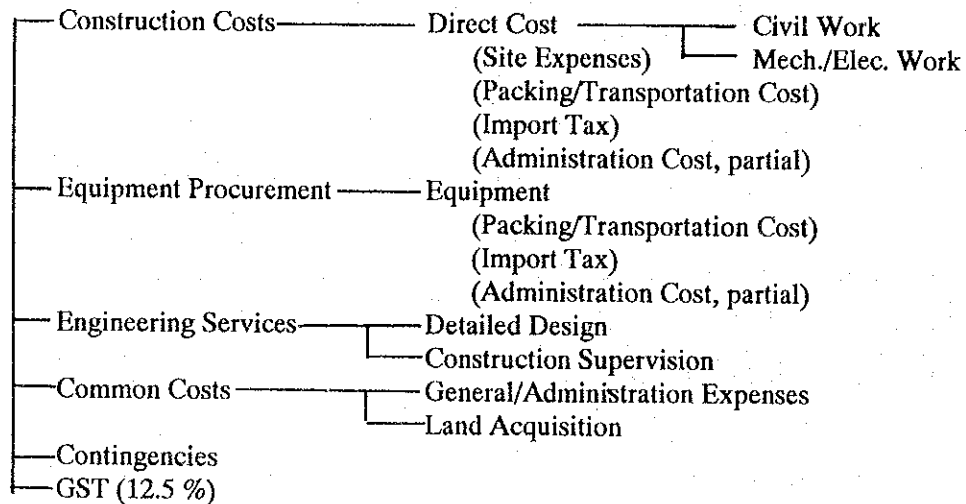 Construction Costs Direct Cost Civil Work
(Site Expenses) Mech./Elec. Work
(Packing/Transportation Cost)
(Import Tax)
(Administration Cost, partial)
Equipment Procurement Equipment
(Packing/Transportation Cost)
(Import Tax)
(Administration Cost, partial)
Engineering Services Detailed Design
Construction Supervision
Common Costs General/Administration Expenses
Land Acquisition
Contingencies
GST (12.5 %)